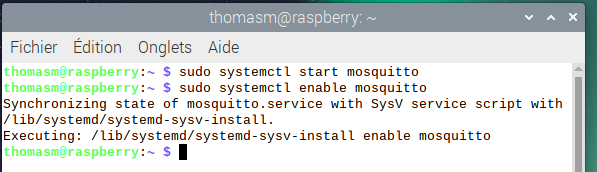 thomasm@raspberry: ~
Fichier Édition Onglets Aide
thomasm@raspberry:~ $ sudo systemctl start mosquitto
thomasm@raspberry:~ $ sudo systemctl enable mosquitto
Synchronizing state of mosquitto.service with SysV service script with
/lib/systemd/systemd-sysv-install.
Executing: /lib/systemd/systemd-sysv-install enable mosquitto
thomasm@raspberry:~ $